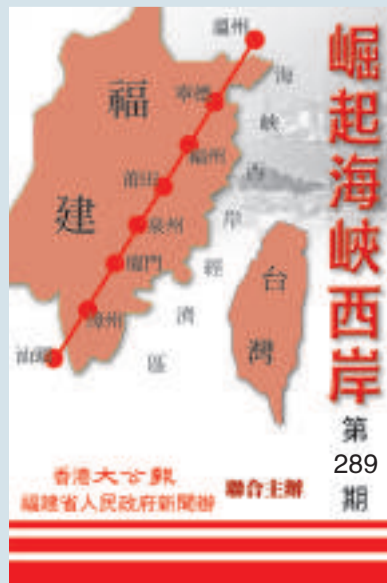 崛起海峽西岸
第
289
期
溫州
寧德
福州
莆田
泉州
廈門
漳州
汕頭
福建
海峽西岸經濟區
台灣
香港大公報
福建省人民政府新聞辦
聯合主辦